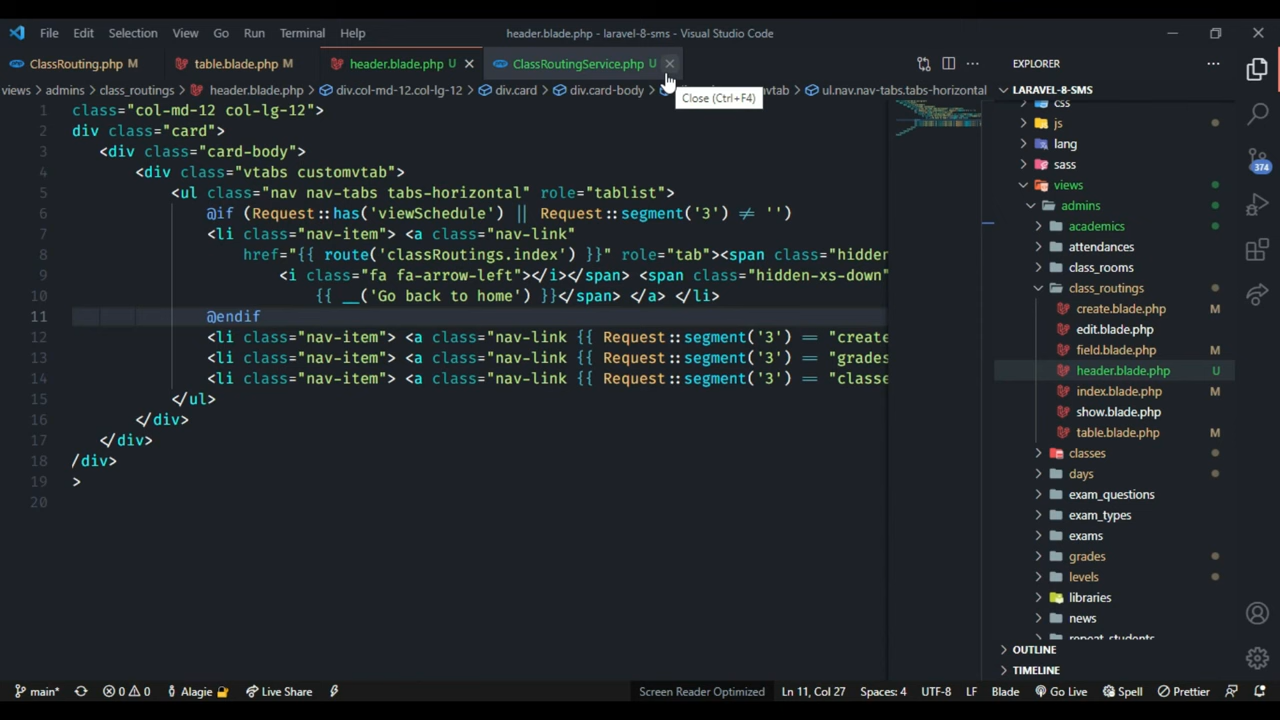 File Edit Selection View Go Run Terminal Help header.blade.php - laravel-8-sms - Visual Studio Code
ClassRouting.php M table.blade.php M header.blade.php U ClassRoutingService.php U
Close (Ctrl+F4)
views > admins > class_routings > header.blade.php > div.col-md-12.col-lg-12 > div.card > div.card-body > vtab > ul.nav.nav-tabs.tabs-horizontal
1 class="col-md-12 col-lg-12">
2 div class="card">
3 <div class="card-body">
4 <div class="vtabs customvtab">
5 <ul class="nav nav-tabs tabs-horizontal" role="tablist">
6 @if (Request::has('viewSchedule') || Request::segment('3') ≠ '')
7 <li class="nav-item"> <a class="nav-link"
8 href="{{ route('classRoutings.index') }}" role="tab"><span class="hidden
9 <i class="fa fa-arrow-left"></i></span> <span class="hidden-xs-down"
10 {{ __('Go back to home') }}</span> </a> </li>
11 @endif
12 <li class="nav-item"> <a class="nav-link {{ Request::segment('3') == "create
13 <li class="nav-item"> <a class="nav-link {{ Request::segment('3') == "grades
14 <li class="nav-item"> <a class="nav-link {{ Request::segment('3') == "classe
15 </ul>
16 </div>
17 </div>
18 /div>
19 >
20
EXPLORER
LARAVEL-8-SMS
css
js
lang
sass
views
admins
academics
attendances
class_rooms
class_routings
create.blade.php M
edit.blade.php
field.blade.php M
header.blade.php U
index.blade.php M
show.blade.php
table.blade.php M
classes
days
exam_questions
exam_types
exams
grades
levels
libraries
news
repeat_students
OUTLINE
TIMELINE
374
main* 0 0 Alagie Live Share Screen Reader Optimized Ln 11, Col 27 Spaces: 4 UTF-8 LF Blade Go Live Spell Prettier